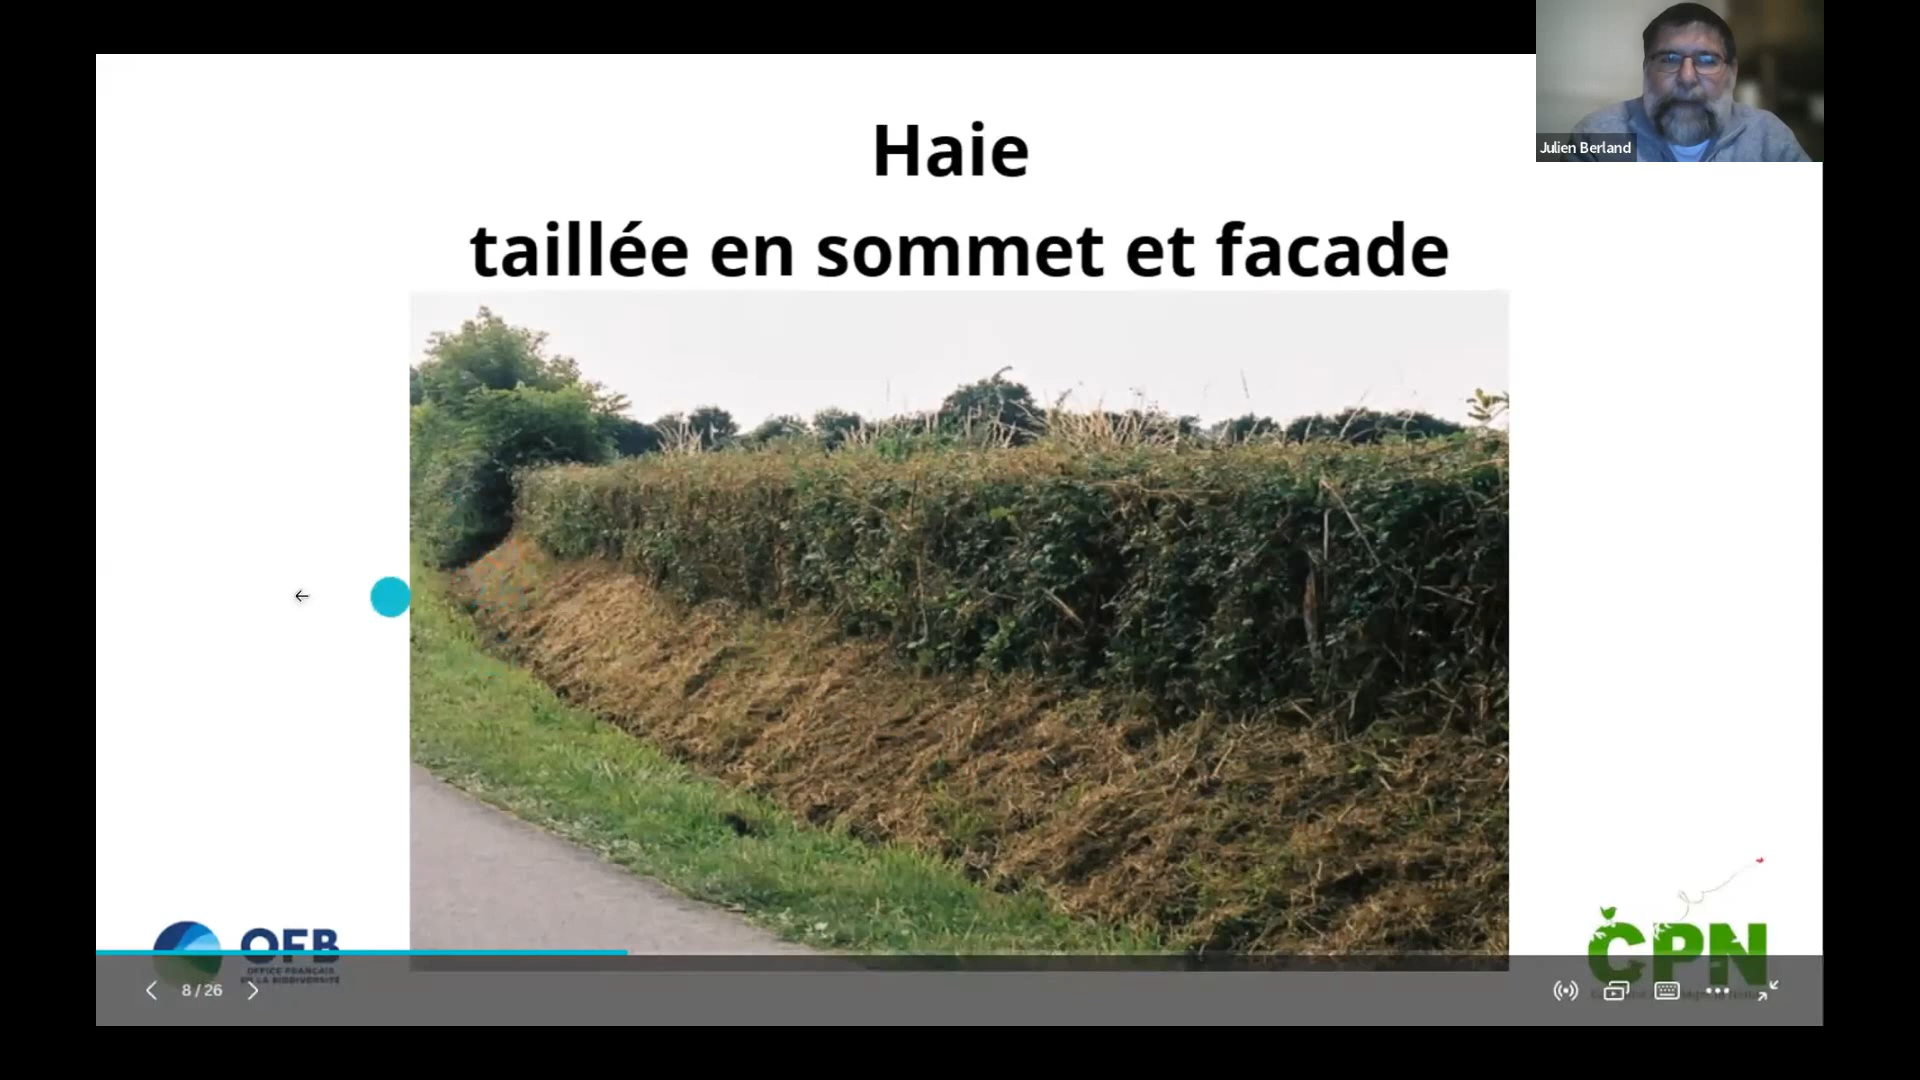 Julien Berland
Haie
taillée en sommet et facade
OFB
OFFICE FRANÇAIS
DE LA BIODIVERSITÉ
CPN
8 / 26